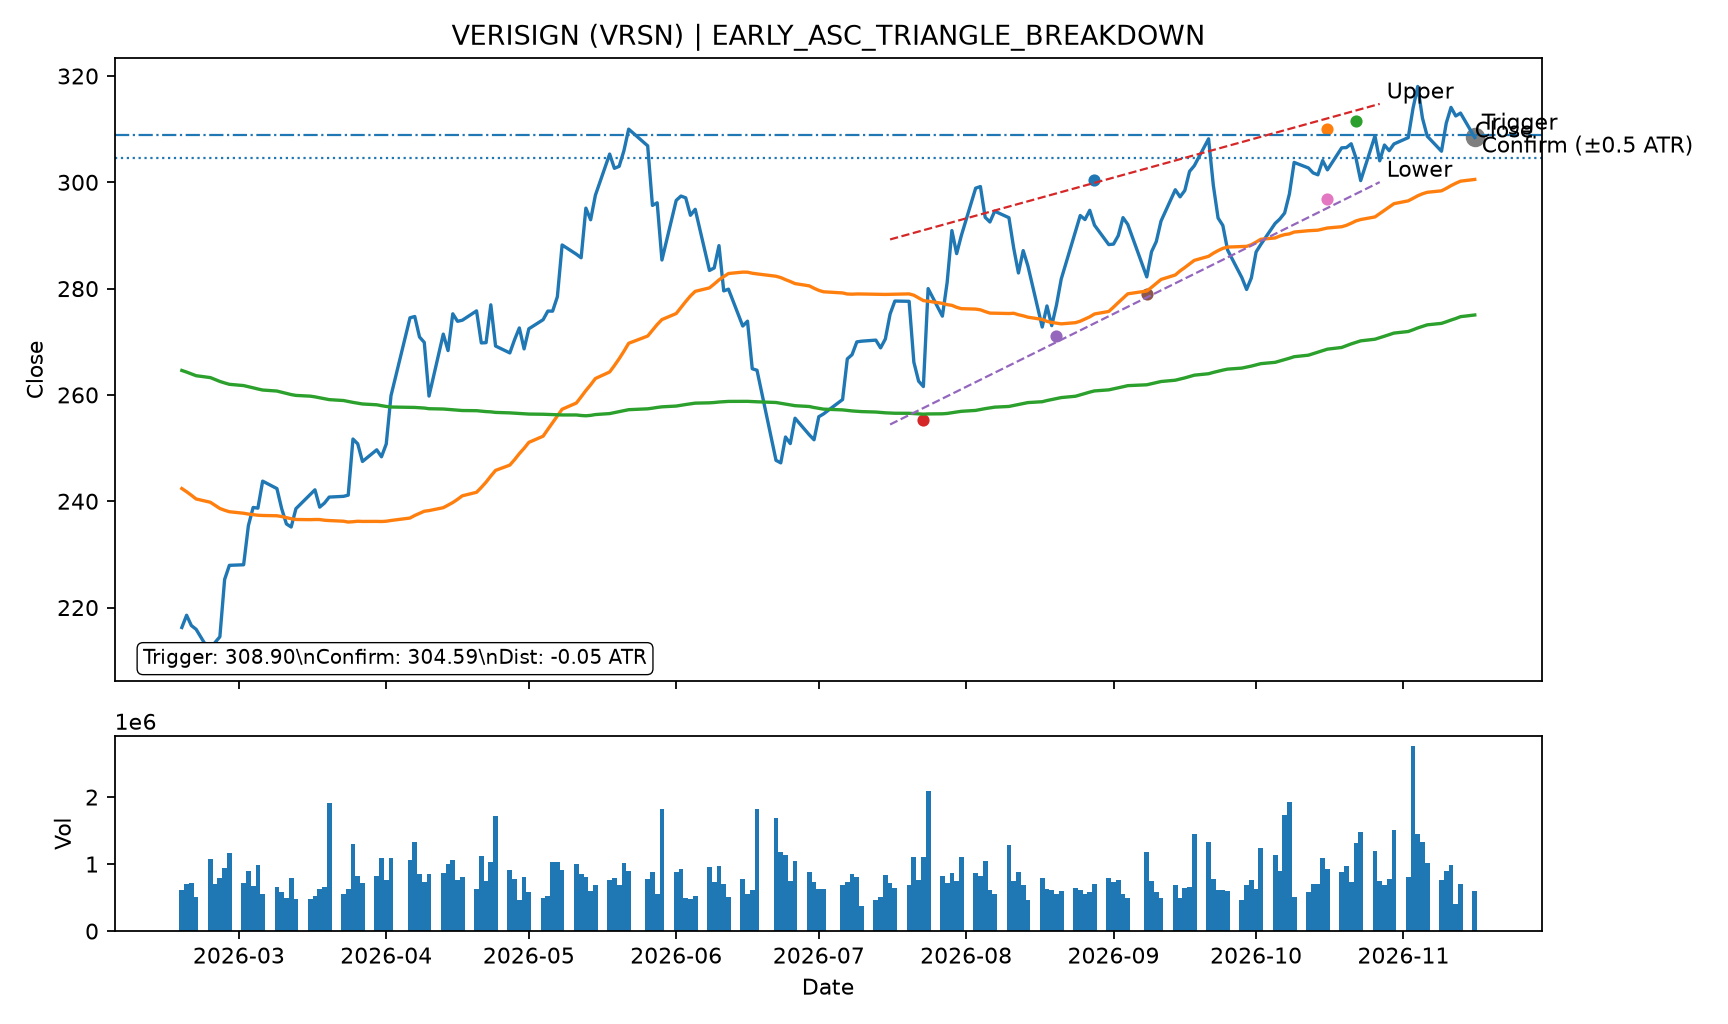 VERISIGN (VRSN) | EARLY_ASC_TRIANGLE_BREAKDOWN
320
300
280
260
240
220
Close
Upper
Trigger
Close
Confirm (±0.5 ATR)
Lower
Trigger: 308.90\nConfirm: 304.59\nDist: -0.05 ATR
1e6
2
1
0
Vol
2026-03
2026-04
2026-05
2026-06
2026-07
2026-08
2026-09
2026-10
2026-11
Date